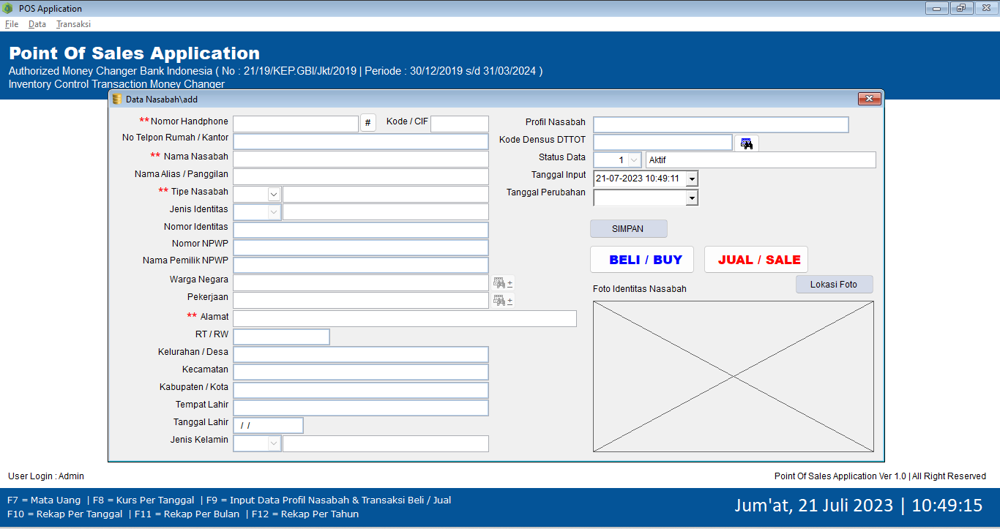 POS Application
File Data Transaksi
Point Of Sales Application
Authorized Money Changer Bank Indonesia ( No : 21/19/KEP.GBI/Jkt/2019 | Periode : 30/12/2019 s/d 31/03/2024 )
Inventory Control Transaction Money Changer
Data Nasabah\add
**Nomor Handphone # Kode / CIF
No Telpon Rumah / Kantor
** Nama Nasabah
Nama Alias / Panggilan
** Tipe Nasabah
Jenis Identitas
Nomor Identitas
Nomor NPWP
Nama Pemilik NPWP
Warga Negara ±
Pekerjaan ±
** Alamat
RT / RW
Kelurahan / Desa
Kecamatan
Kabupaten / Kota
Tempat Lahir
Tanggal Lahir / /
Jenis Kelamin
Profil Nasabah
Kode Densus DTTOT
Status Data 1 Aktif
Tanggal Input 21-07-2023 10:49:11
Tanggal Perubahan
SIMPAN
BELI / BUY JUAL / SALE
Foto Identitas Nasabah Lokasi Foto
User Login : Admin
Point Of Sales Application Ver 1.0 | All Right Reserved
F7 = Mata Uang | F8 = Kurs Per Tanggal | F9 = Input Data Profil Nasabah & Transaksi Beli / Jual
F10 = Rekap Per Tanggal | F11 = Rekap Per Bulan | F12 = Rekap Per Tahun
Jum'at, 21 Juli 2023 | 10:49:15